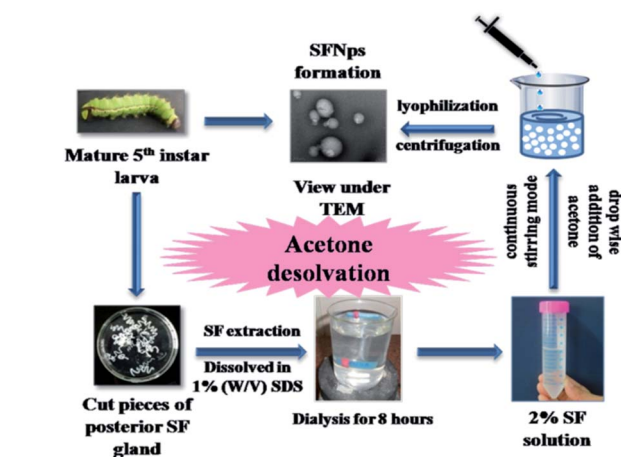 SFNps
formation
lyophilization
centrifugation
Mature 5th instar
larva
View under
TEM
Acetone
desolvation
continuous
stirring mode
drop wise
addition of
acetone
SF extraction
Dissolved in
1% (W/V) SDS
Cut pieces of
posterior SF
gland
Dialysis for 8 hours
2% SF
solution